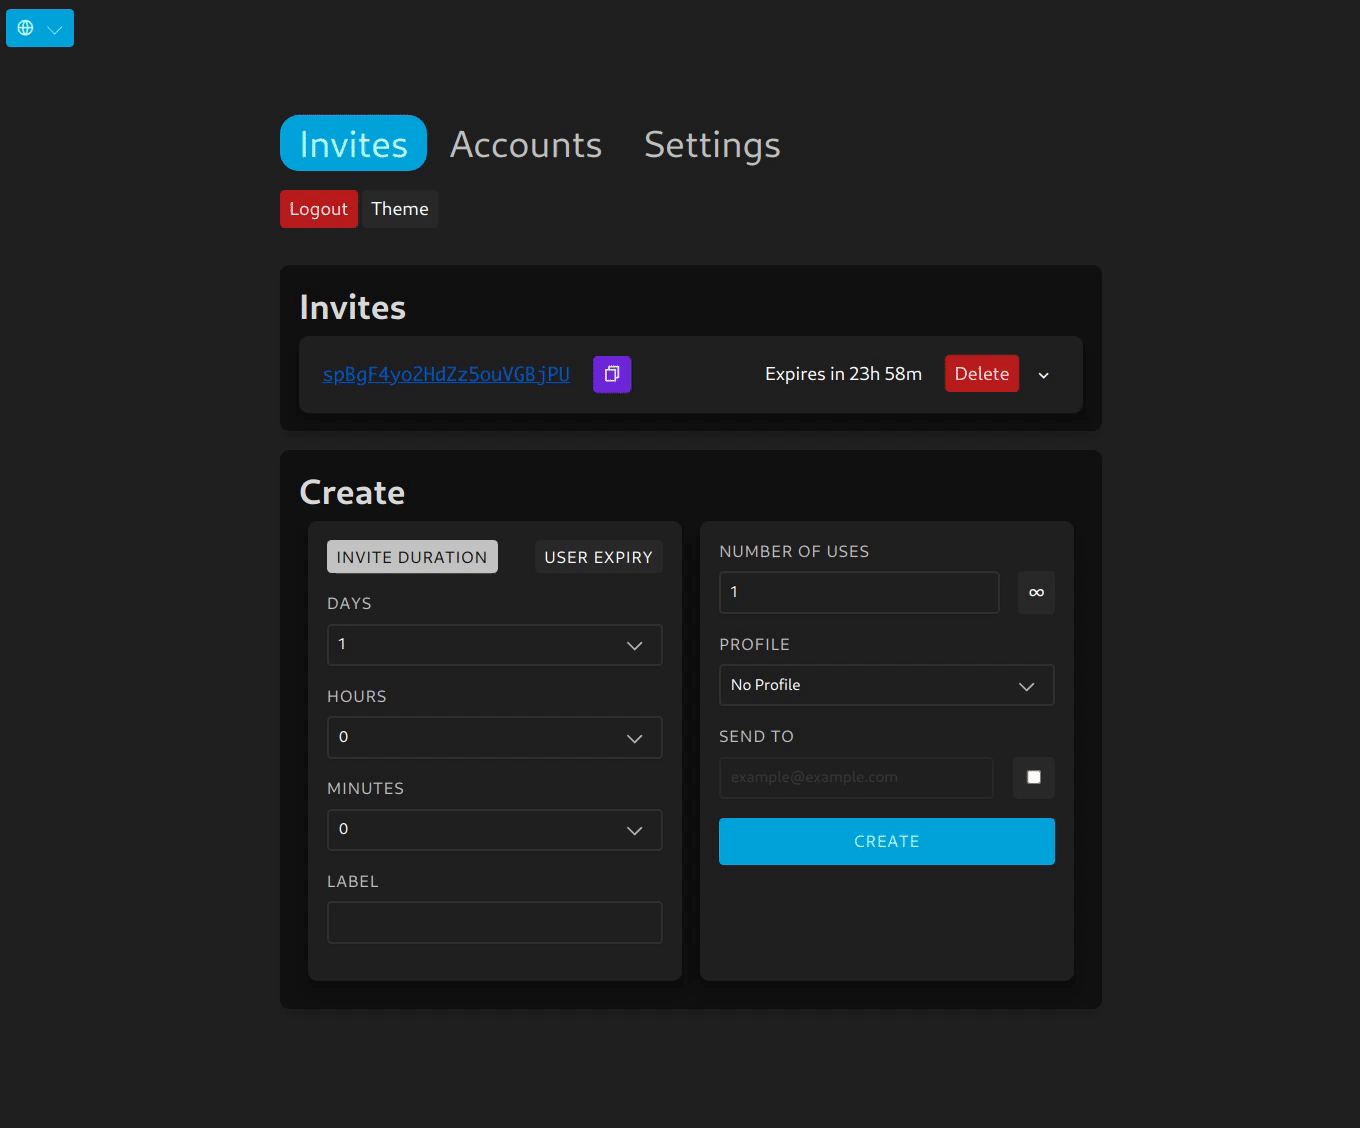 Invites Accounts Settings
Logout Theme
Invites
spBgF4yo2HdZz5ouVGBjPU Expires in 23h 58m Delete
Create
INVITE DURATION USER EXPIRY
DAYS
1
HOURS
0
MINUTES
0
LABEL
NUMBER OF USES
1 ∞
PROFILE
No Profile
SEND TO
example@example.com
CREATE